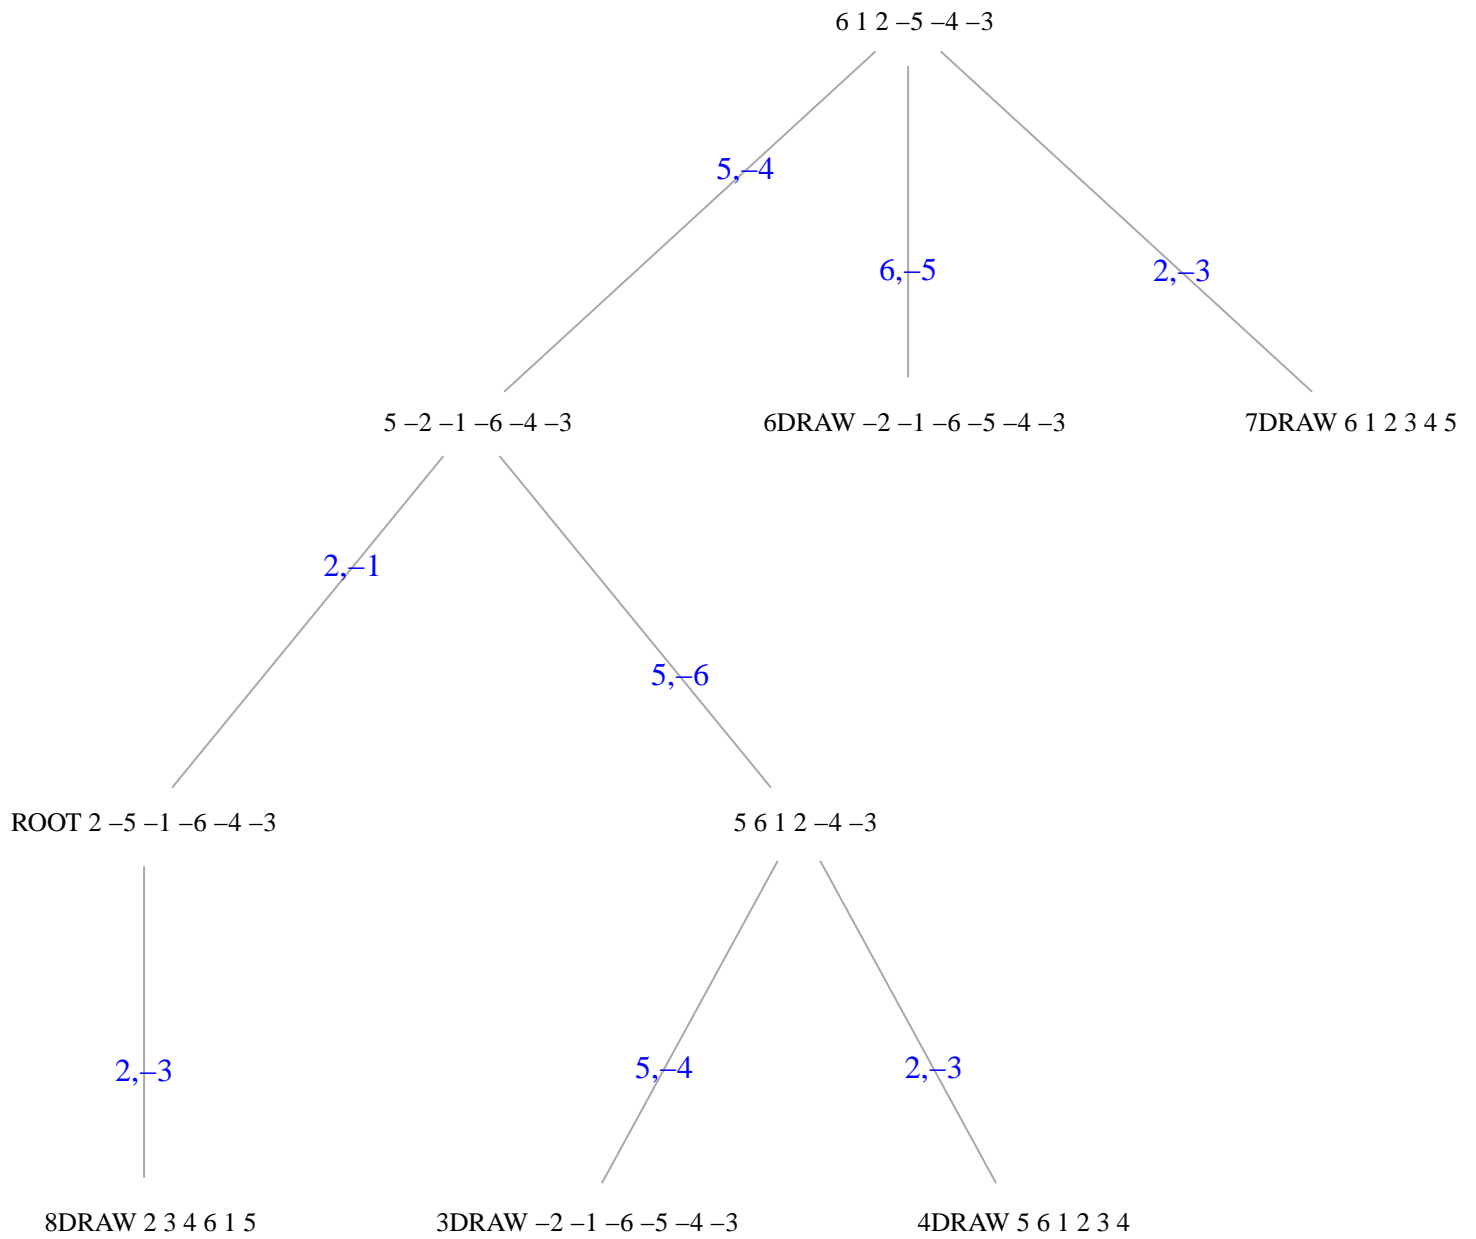 6 1 2 –5 –4 –3
5,–4
6,–5
2,–3
5 –2 –1 –6 –4 –3
6DRAW –2 –1 –6 –5 –4 –3
7DRAW 6 1 2 3 4 5
2,–1
5,–6
ROOT 2 –5 –1 –6 –4 –3
5 6 1 2 –4 –3
2,–3
5,–4
2,–3
8DRAW 2 3 4 6 1 5
3DRAW –2 –1 –6 –5 –4 –3
4DRAW 5 6 1 2 3 4